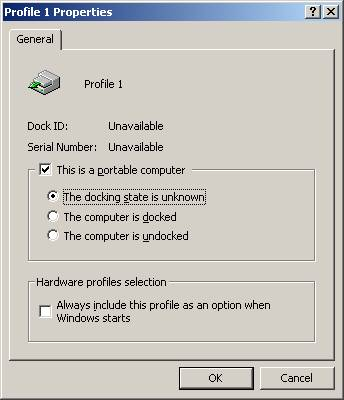 Profile 1 Properties
General
Profile 1
Dock ID: Unavailable
Serial Number: Unavailable
This is a portable computer
The docking state is unknown
The computer is docked
The computer is undocked
Hardware profiles selection
Always include this profile as an option when
Windows starts
OK Cancel